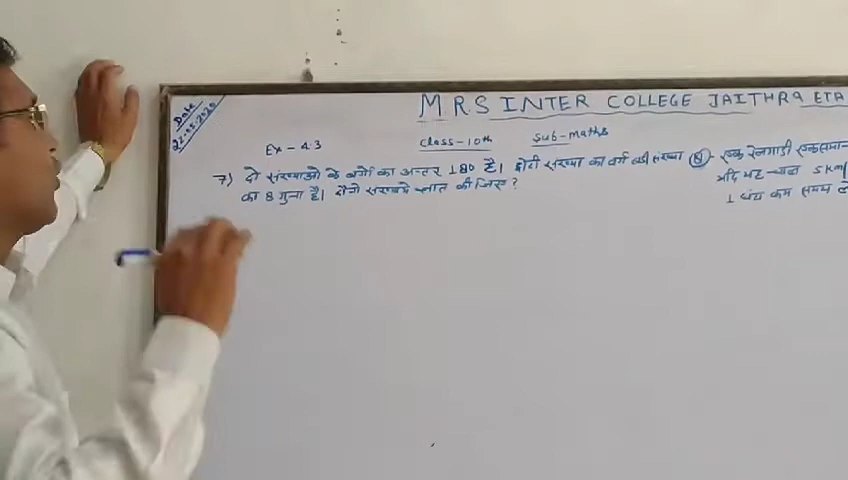 Date
21-05-2020
MRS INTER COLLEGE JAITHRA ETA
Ex-4.3
Class-10th
Sub-Maths
7) दो संख्याओ के वर्गो का अन्तर 180 है। छोटी संख्या का वर्ग बडी संख्या
का 8 गुना है। दोनो संख्याये ज्ञात कीजिए?
8 एक रेलगाडी एकसमान
यदि यह चाल 5 km/
1 घंटा कम समय ले